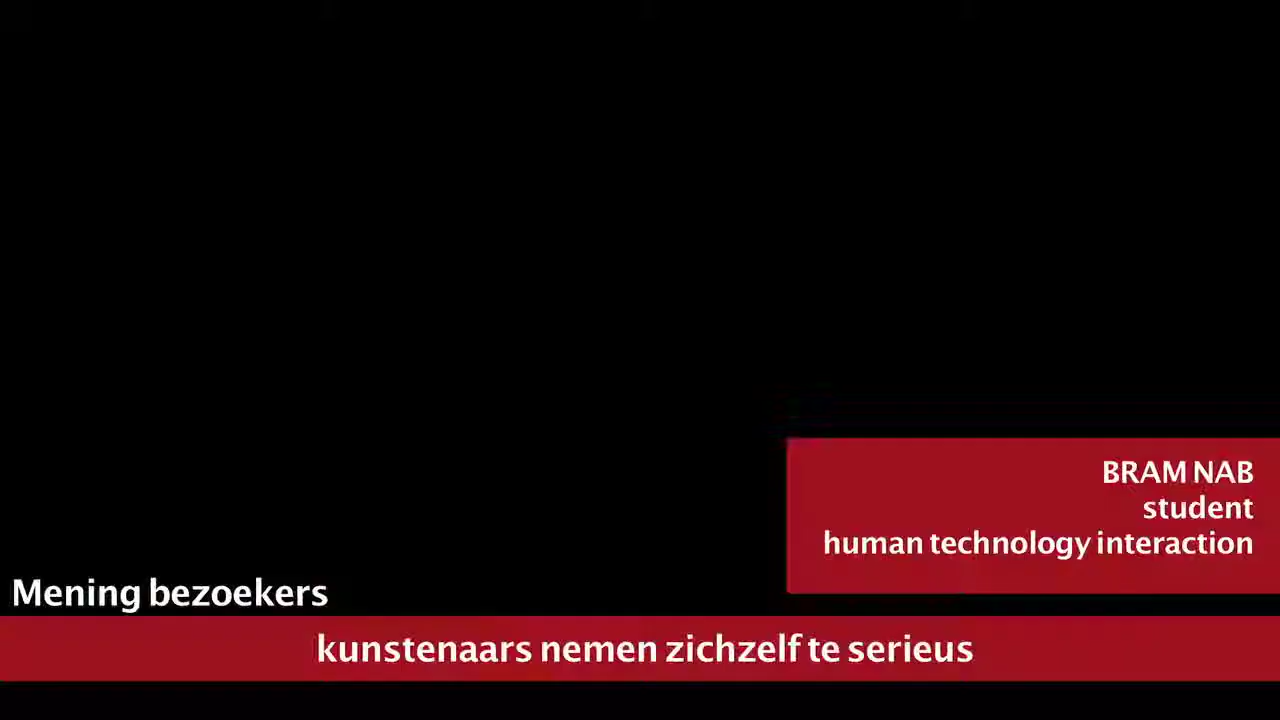 BRAM NAB
student
human technology interaction
Mening bezoekers
kunstenaars nemen zichzelf te serieus